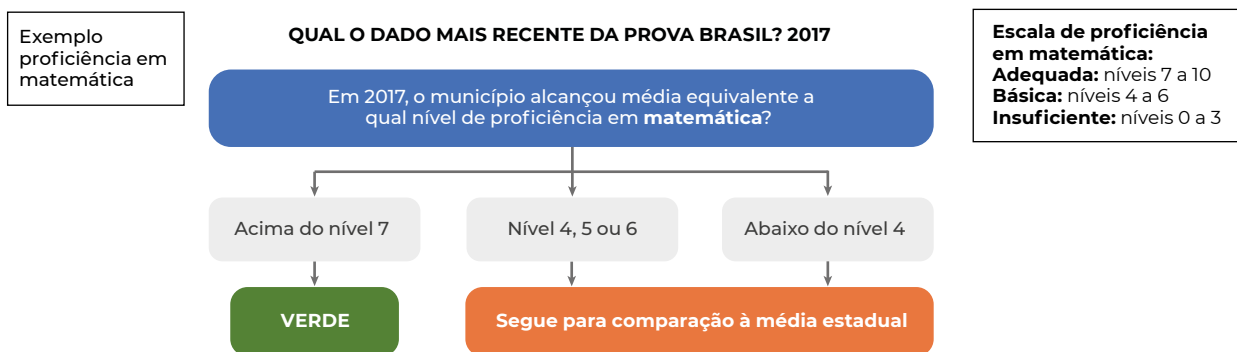 Exemplo
proficiência em
matemática
QUAL O DADO MAIS RECENTE DA PROVA BRASIL? 2017
Escala de proficiência
em matemática:
Adequada: níveis 7 a 10
Básica: níveis 4 a 6
Insuficiente: níveis 0 a 3
Em 2017, o município alcançou média equivalente a
qual nível de proficiência em matemática?
Acima do nível 7
Nível 4, 5 ou 6
Abaixo do nível 4
VERDE
Segue para comparação à média estadual